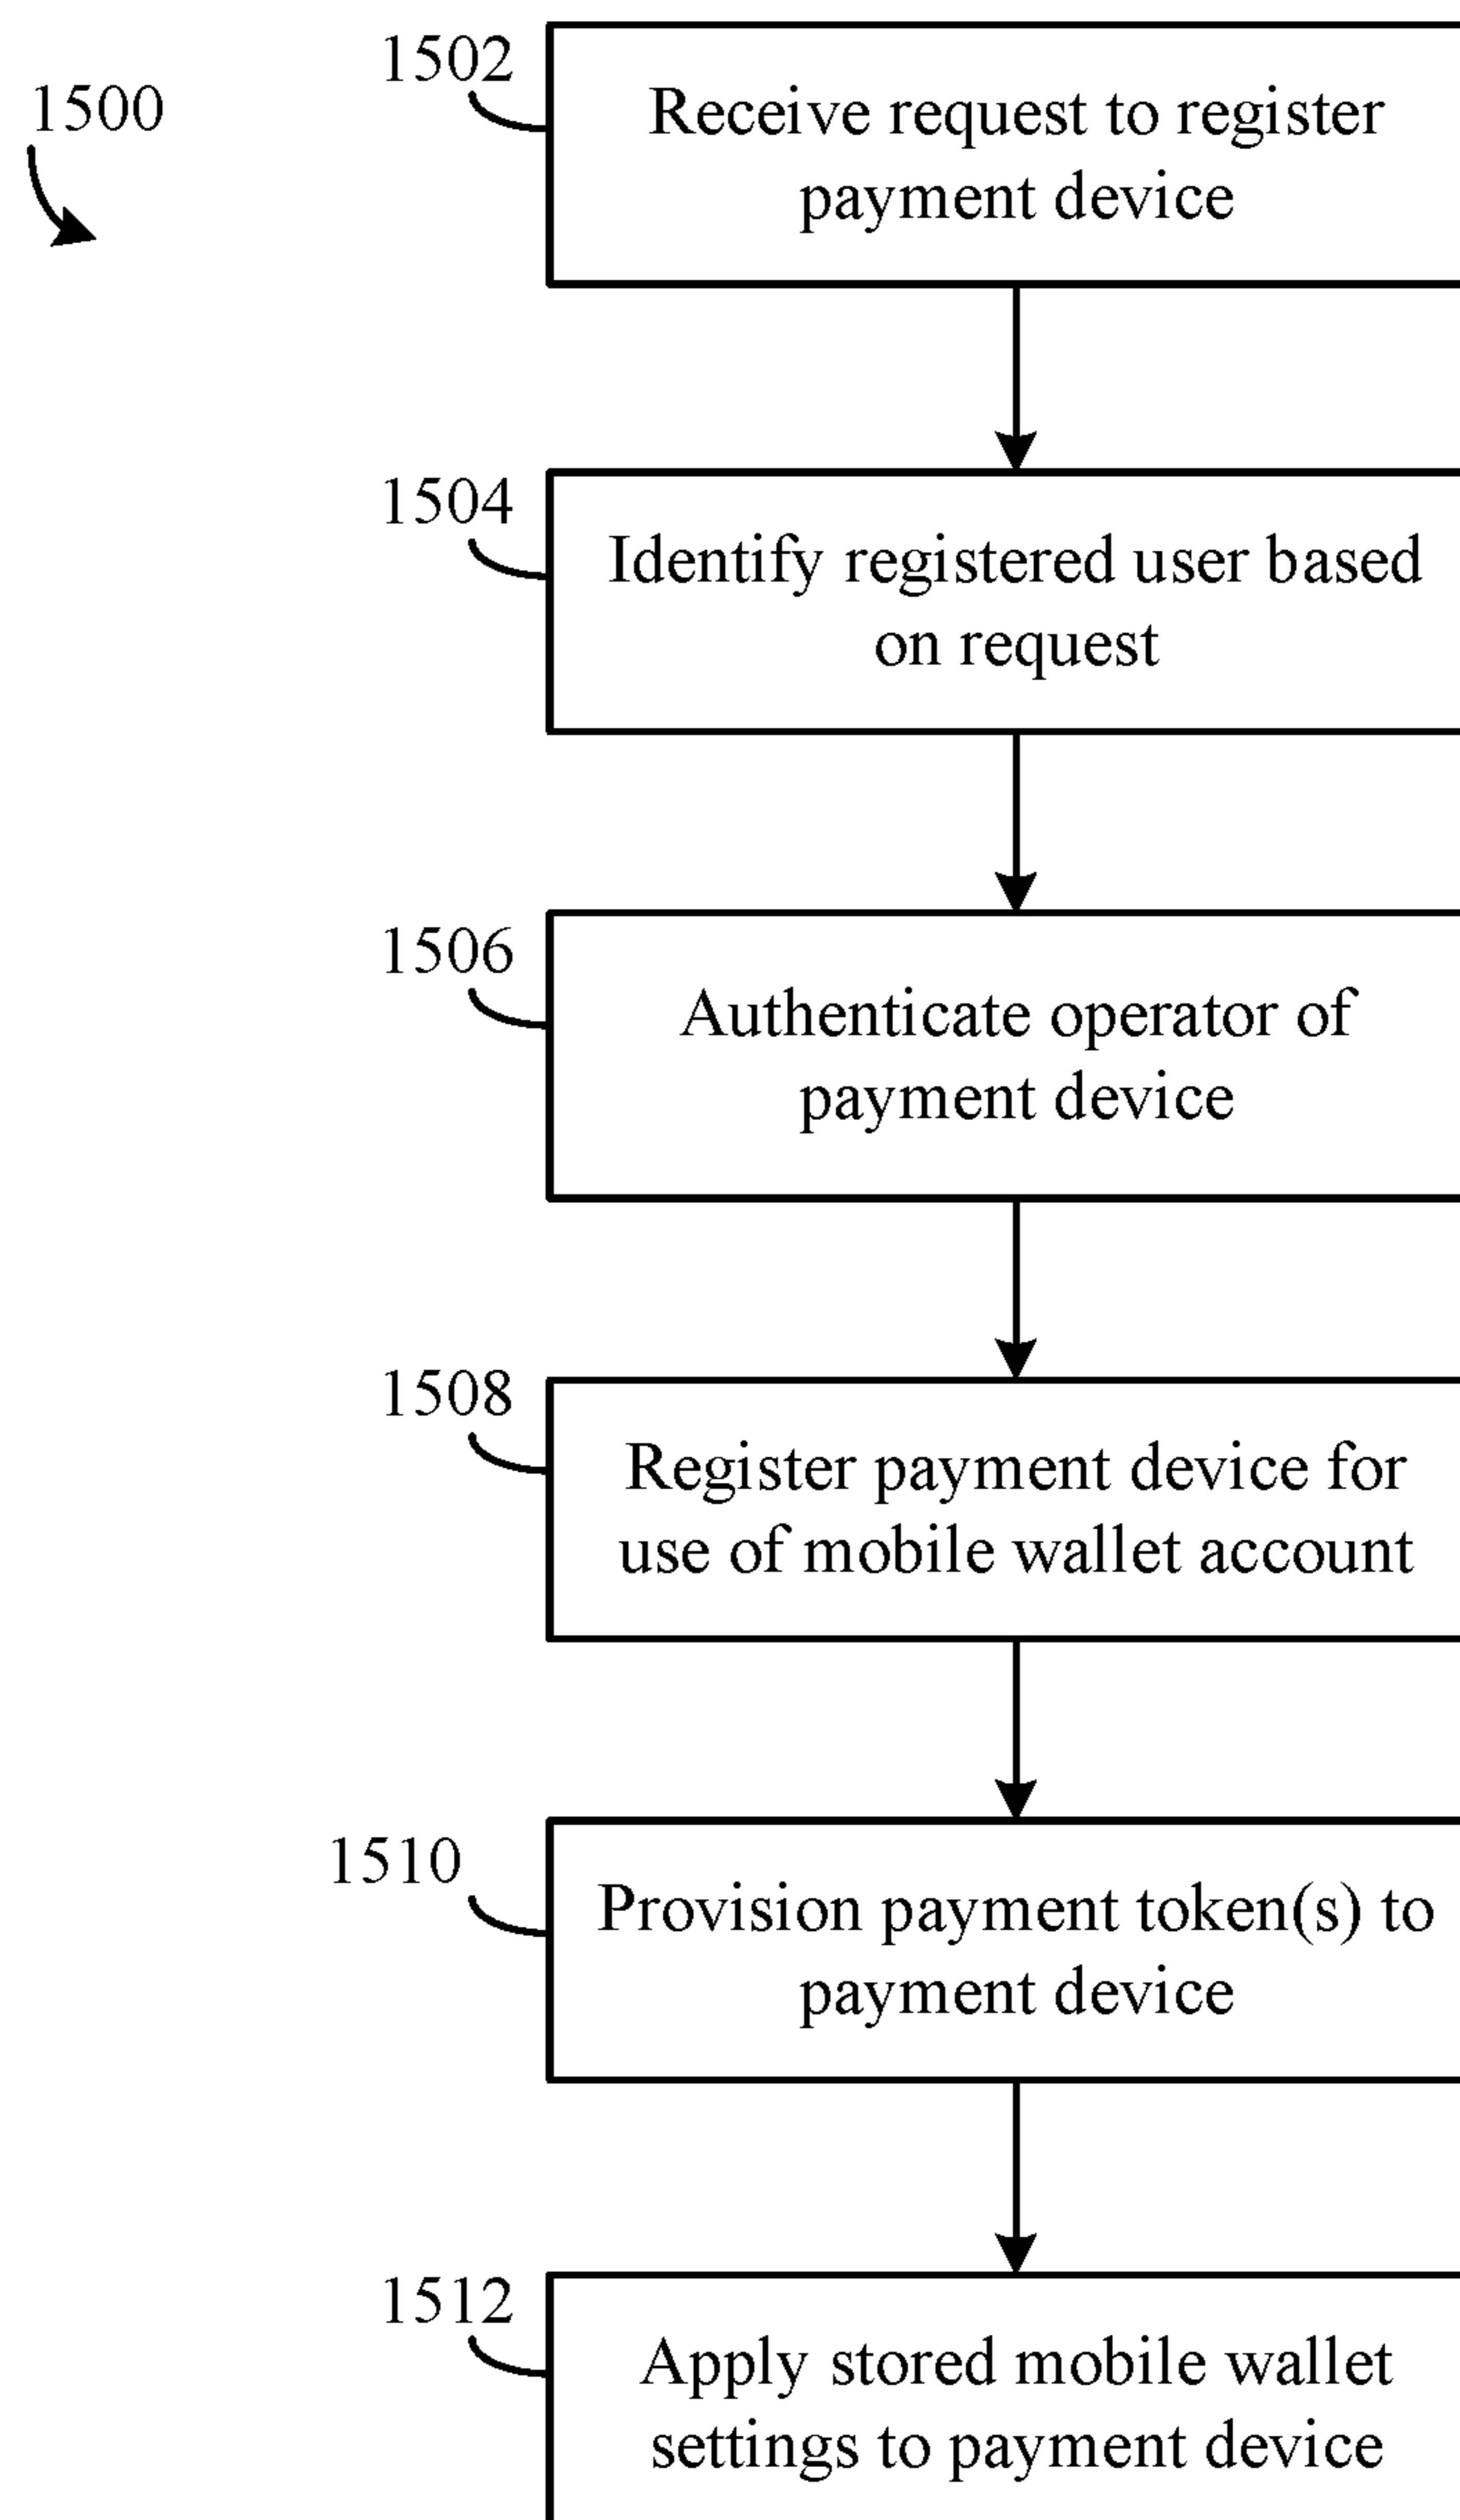 1500
1502
Receive request to register
payment device
1504
Identify registered user based
on request
1506
Authenticate operator of
payment device
1508
Register payment device for
use of mobile wallet account
1510
Provision payment token(s) to
payment device
1512
Apply stored mobile wallet
settings to payment device